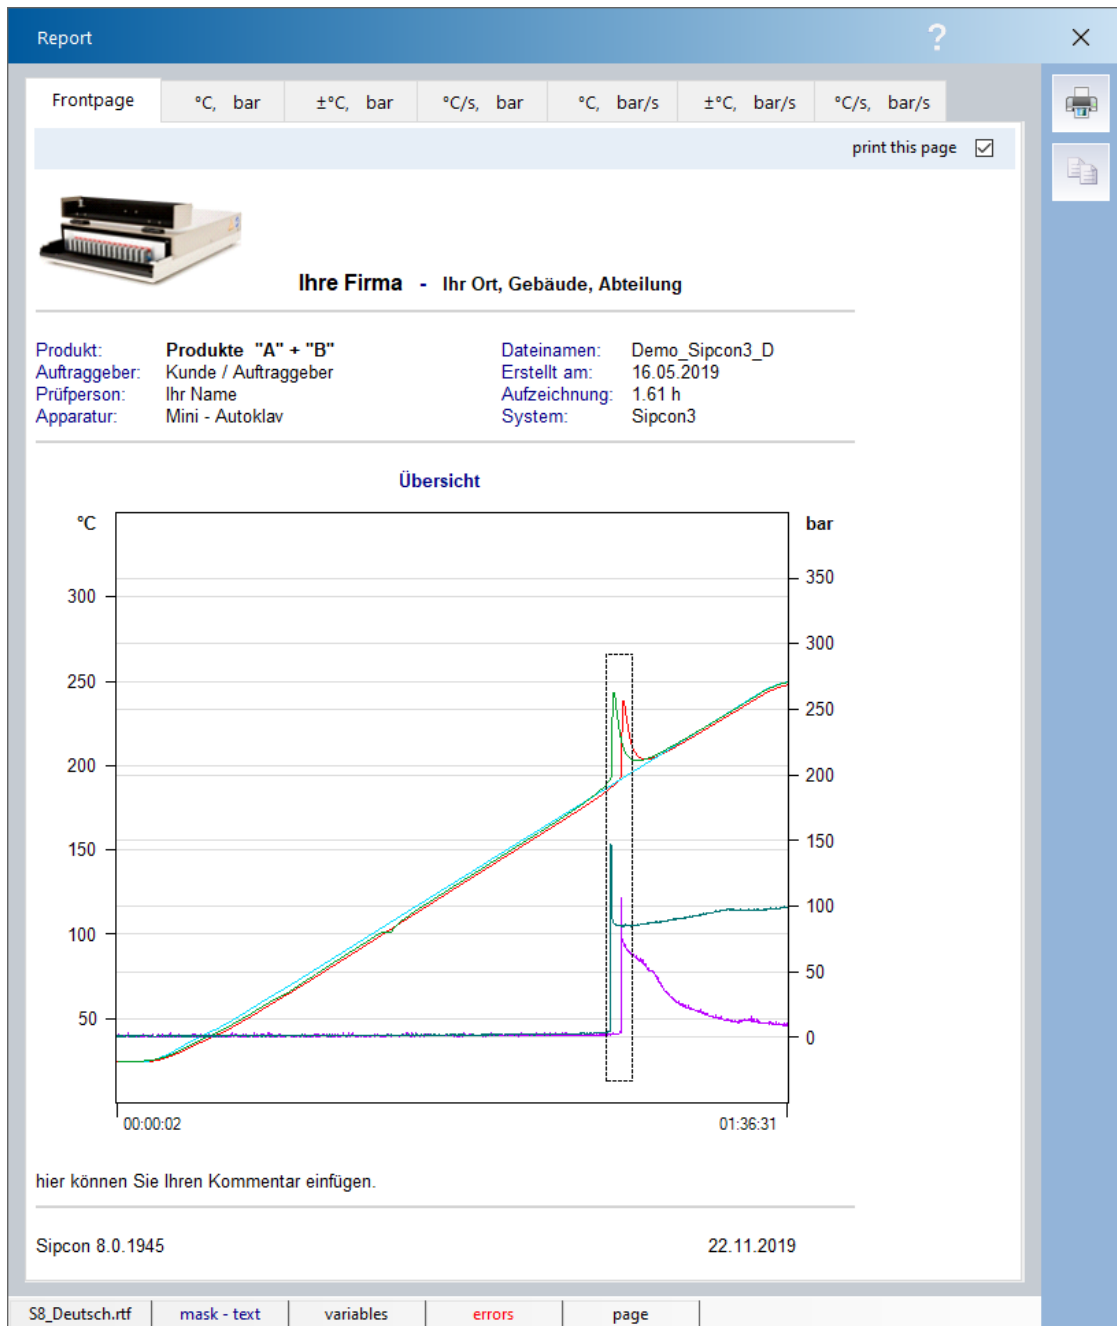 Report ?
Frontpage °C, bar ±°C, bar °C/s, bar °C, bar/s ±°C, bar/s °C/s, bar/s
print this page
Ihre Firma - Ihr Ort, Gebäude, Abteilung
Produkt: Produkte "A" + "B" Dateinamen: Demo_Sipcon3_D
Auftraggeber: Kunde / Auftraggeber Erstellt am: 16.05.2019
Prüfperson: Ihr Name Aufzeichnung: 1.61 h
Apparatur: Mini - Autoklav System: Sipcon3
Übersicht
°C bar
350
300
300
250
250
200
200
150
150
100
100
50
50
0
00:00:02 01:36:31
hier können Sie Ihren Kommentar einfügen.
Sipcon 8.0.1945 22.11.2019
S8_Deutsch.rtf mask - text variables errors page